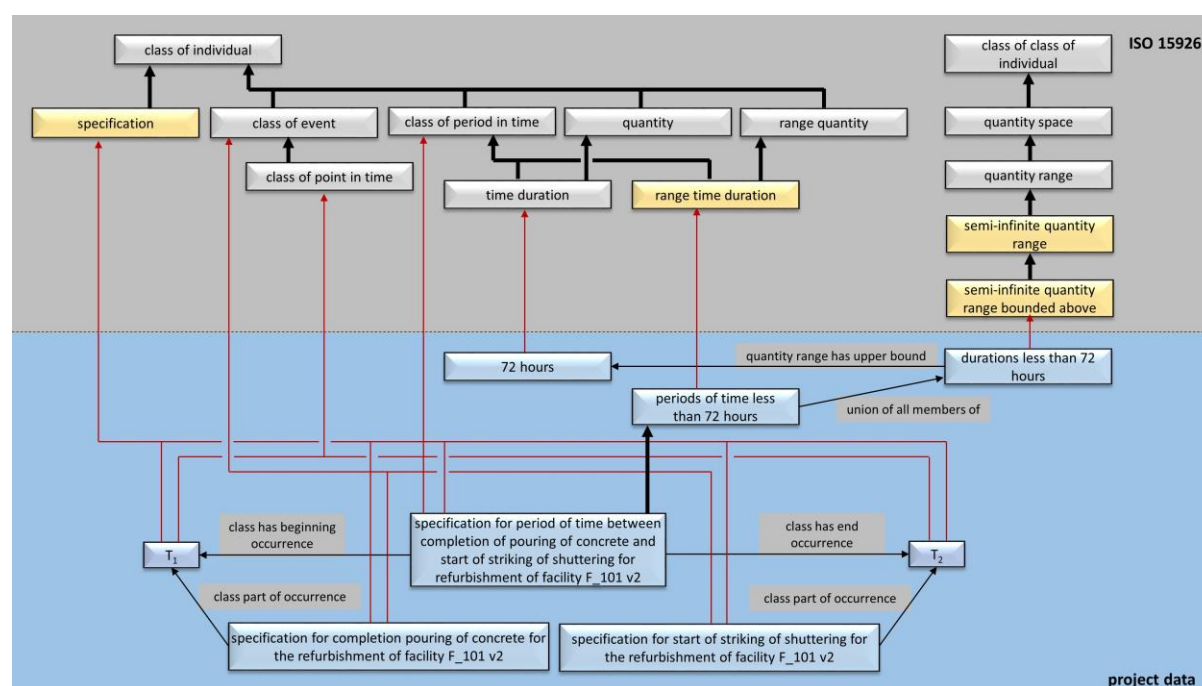 class of individual
class of class of
individual
ISO 15926
specification
class of event
class of period in time
quantity
range quantity
quantity space
class of point in time
time duration
range time duration
quantity range
semi-infinite quantity
range
semi-infinite quantity
range bounded above
72 hours
quantity range has upper bound
durations less than 72
hours
periods of time less
than 72 hours
union of all members of
class has beginning
occurrence
specification for period of time between
completion of pouring of concrete and
start of striking of shuttering for
refurbishment of facility F_101 v2
class has end
occurrence
T₁
T₂
class part of occurrence
class part of occurrence
specification for completion pouring of concrete for
the refurbishment of facility F_101 v2
specification for start of striking of shuttering for
the refurbishment of facility F_101 v2
project data